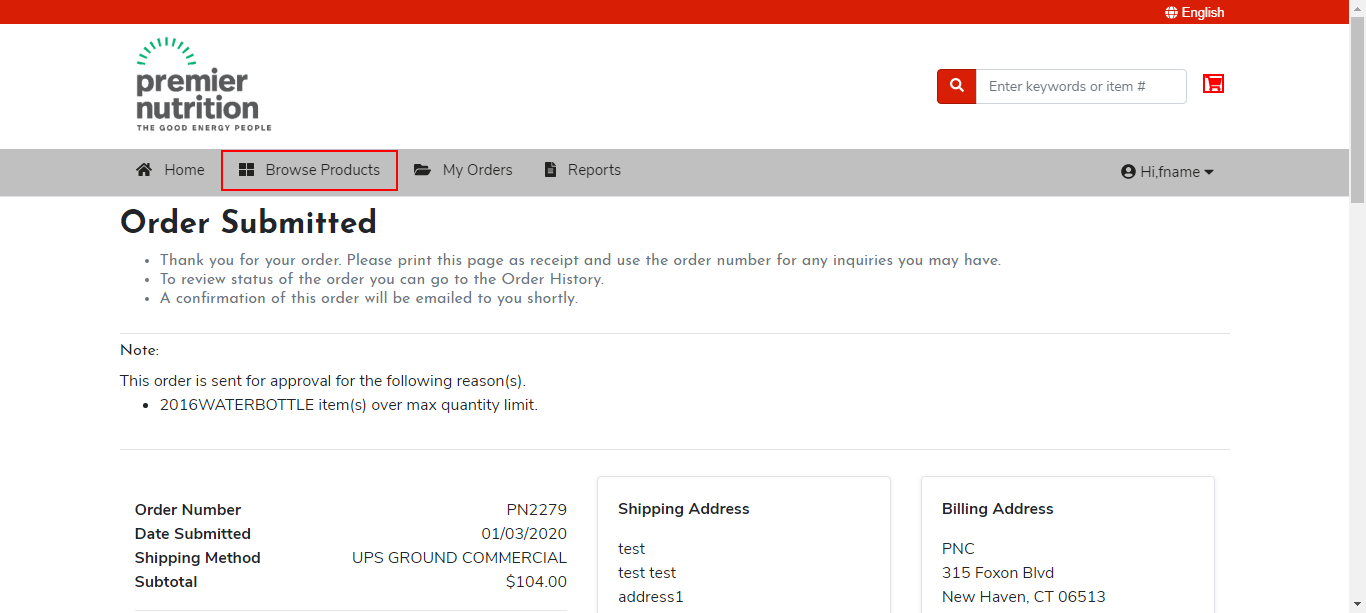 English
premier
nutrition
THE GOOD ENERGY PEOPLE
Enter keywords or item #
Home
Browse Products
My Orders
Reports
Hi,fname
Order Submitted
• Thank you for your order. Please print this page as receipt and use the order number for any inquiries you may have.
• To review status of the order you can go to the Order History.
• A confirmation of this order will be emailed to you shortly.
Note:
This order is sent for approval for the following reason(s).
• 2016WATERBOTTLE item(s) over max quantity limit.
Order Number PN2279
Date Submitted 01/03/2020
Shipping Method UPS GROUND COMMERCIAL
Subtotal $104.00
Shipping Address
test
test test
address1
Billing Address
PNC
315 Foxon Blvd
New Haven, CT 06513